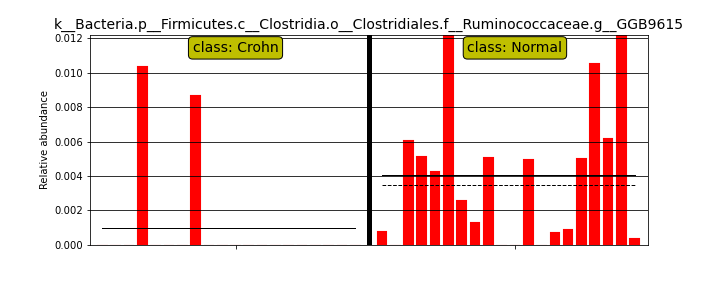 k__Bacteria.p__Firmicutes.c__Clostridia.o__Clostridiales.f__Ruminococcaceae.g__GGB9615
class: Crohn
class: Normal
Relative abundance
0.012
0.010
0.008
0.006
0.004
0.002
0.000